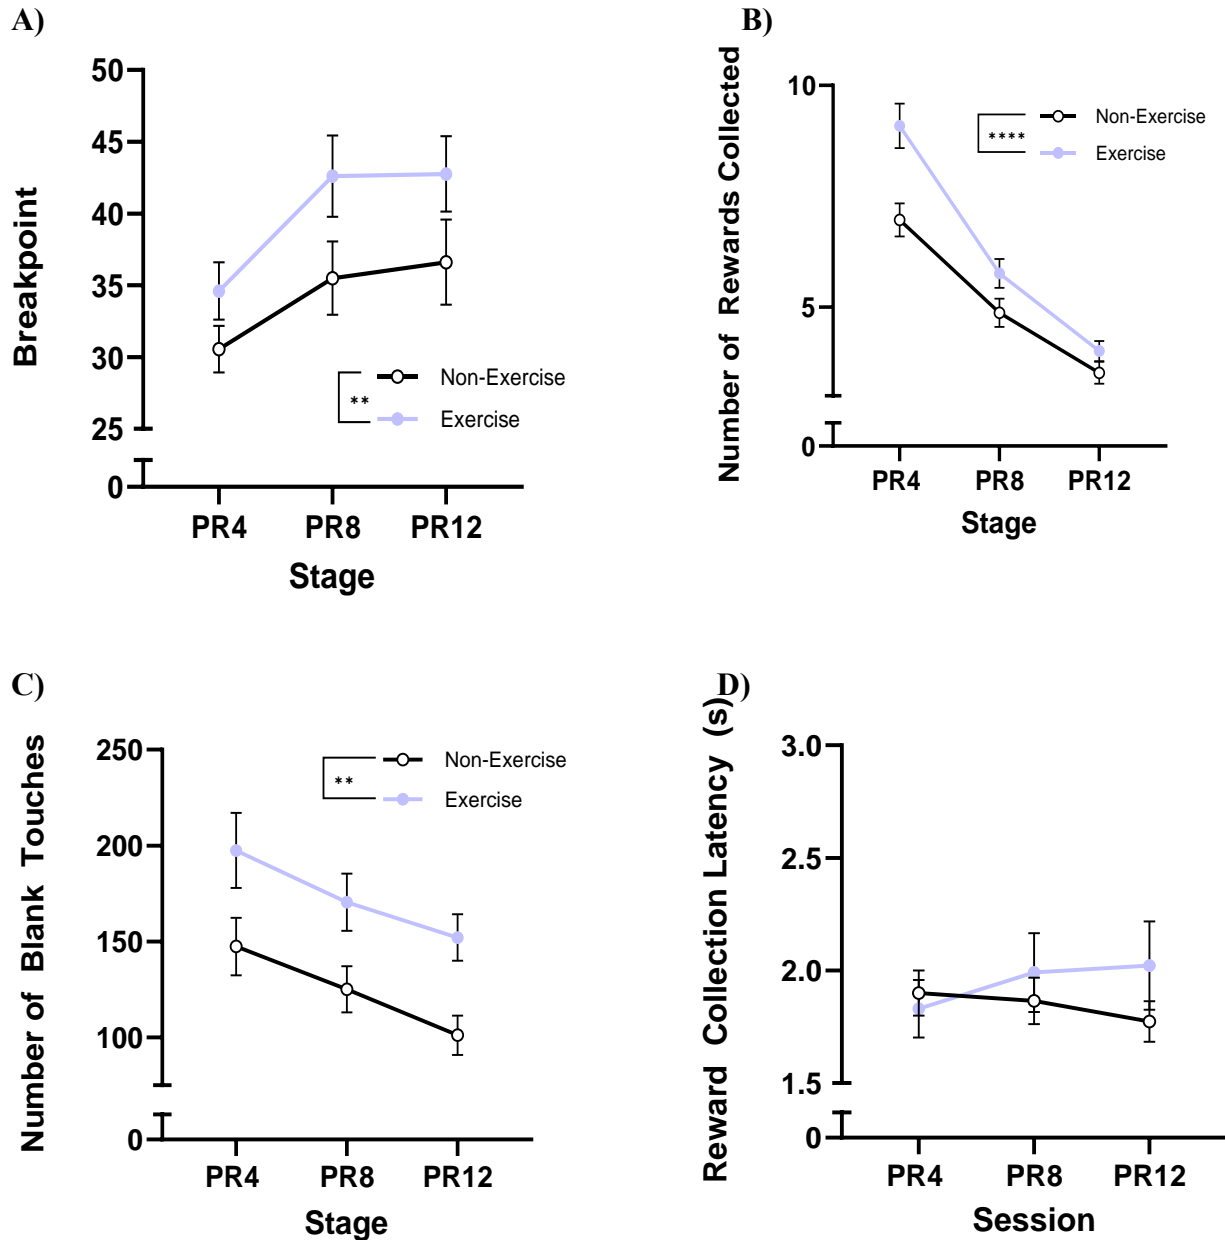 A)
Breakpoint
50
45
40
35
30
25
0
Non-Exercise
**
Exercise
PR4 PR8 PR12
Stage
B)
Number of Rewards Collected
10
5
0
Non-Exercise
****
Exercise
PR4 PR8 PR12
Stage
C)
Number of Blank Touches
250
200
150
100
0
Non-Exercise
**
Exercise
PR4 PR8 PR12
Stage
D)
Reward Collection Latency (s)
3.0
2.5
2.0
1.5
0
PR4 PR8 PR12
Session